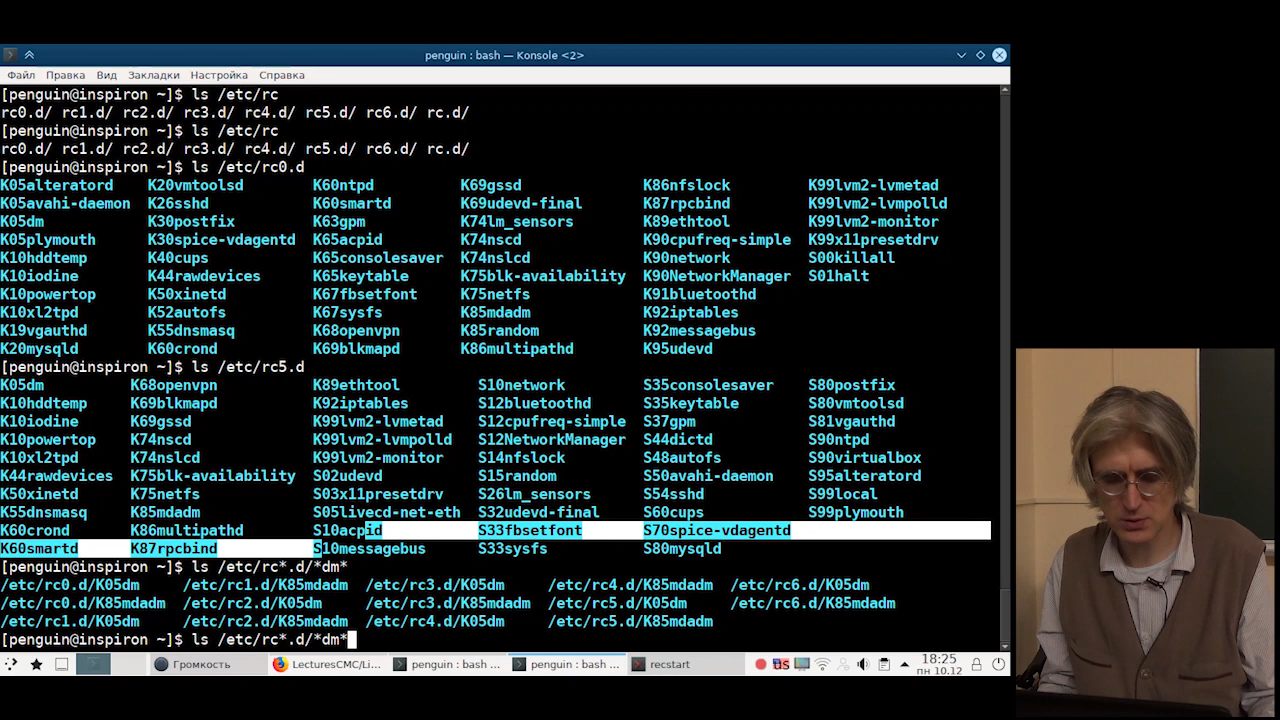 penguin : bash — Konsole <2>
Файл Правка Вид Закладки Настройка Справка
[penguin@inspiron ~]$ ls /etc/rc
rc0.d/ rc1.d/ rc2.d/ rc3.d/ rc4.d/ rc5.d/ rc6.d/ rc.d/
[penguin@inspiron ~]$ ls /etc/rc
rc0.d/ rc1.d/ rc2.d/ rc3.d/ rc4.d/ rc5.d/ rc6.d/ rc.d/
[penguin@inspiron ~]$ ls /etc/rc0.d
K05alteratord K20vmtoolsd K60ntpd K69gssd K86nfslock K99lvm2-lvmetad
K05avahi-daemon K26sshd K60smartd K69udevd-final K87rpcbind K99lvm2-lvmpolld
K05dm K30postfix K63gpm K74lm_sensors K89ethtool K99lvm2-monitor
K05plymouth K30spice-vdagentd K65acpid K74nscd K90cpufreq-simple K99x11presetdrv
K10hddtemp K40cups K65consolesaver K74nslcd K90network S00killall
K10iodine K44rawdevices K65keytable K75blk-availability K90NetworkManager S01halt
K10powertop K50xinetd K67fbsetfont K75netfs K91bluetoothd
K10xl2tpd K52autofs K67sysfs K85mdadm K92iptables
K19vgauthd K55dnsmasq K68openvpn K85random K92messagebus
K20mysqld K60crond K69blkmapd K86multipathd K95udevd
[penguin@inspiron ~]$ ls /etc/rc5.d
K05dm K68openvpn K89ethtool S10network S35consolesaver S80postfix
K10hddtemp K69blkmapd K92iptables S12bluetoothd S35keytable S80vmtoolsd
K10iodine K69gssd K99lvm2-lvmetad S12cpufreq-simple S37gpm S81vgauthd
K10powertop K74nscd K99lvm2-lvmpolld S12NetworkManager S44dictd S90ntpd
K10xl2tpd K74nslcd K99lvm2-monitor S14nfslock S48autofs S90virtualbox
K44rawdevices K75blk-availability S02udevd S15random S50avahi-daemon S95alteratord
K50xinetd K75netfs S03x11presetdrv S26lm_sensors S54sshd S99local
K55dnsmasq K85mdadm S05livecd-net-eth S32udevd-final S60cups S99plymouth
K60crond K86multipathd S10acpid S33fbsetfont S70spice-vdagentd
K60smartd K87rpcbind S10messagebus S33sysfs S80mysqld
[penguin@inspiron ~]$ ls /etc/rc*.d/*dm*
/etc/rc0.d/K05dm /etc/rc1.d/K85mdadm /etc/rc3.d/K05dm /etc/rc4.d/K85mdadm /etc/rc6.d/K05dm
/etc/rc0.d/K85mdadm /etc/rc2.d/K05dm /etc/rc3.d/K85mdadm /etc/rc5.d/K05dm /etc/rc6.d/K85mdadm
/etc/rc1.d/K05dm /etc/rc2.d/K85mdadm /etc/rc4.d/K05dm /etc/rc5.d/K85mdadm
[penguin@inspiron ~]$ ls /etc/rc*.d/*dm*
Громкость LecturesCMC/Li... penguin : bash ... penguin : bash ... recstart US 18:25
пн 10.12